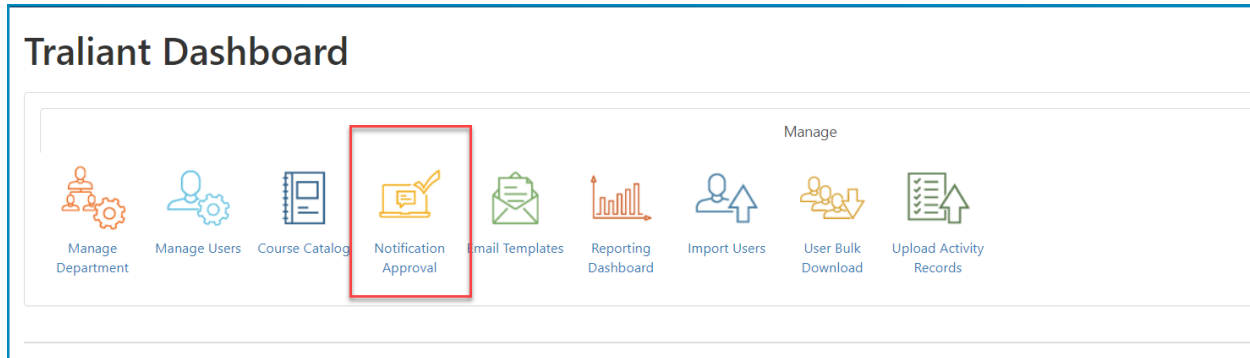 Traliant Dashboard
Manage
Manage Department
Manage Users
Course Catalog
Notification Approval
Email Templates
Reporting Dashboard
Import Users
User Bulk Download
Upload Activity Records